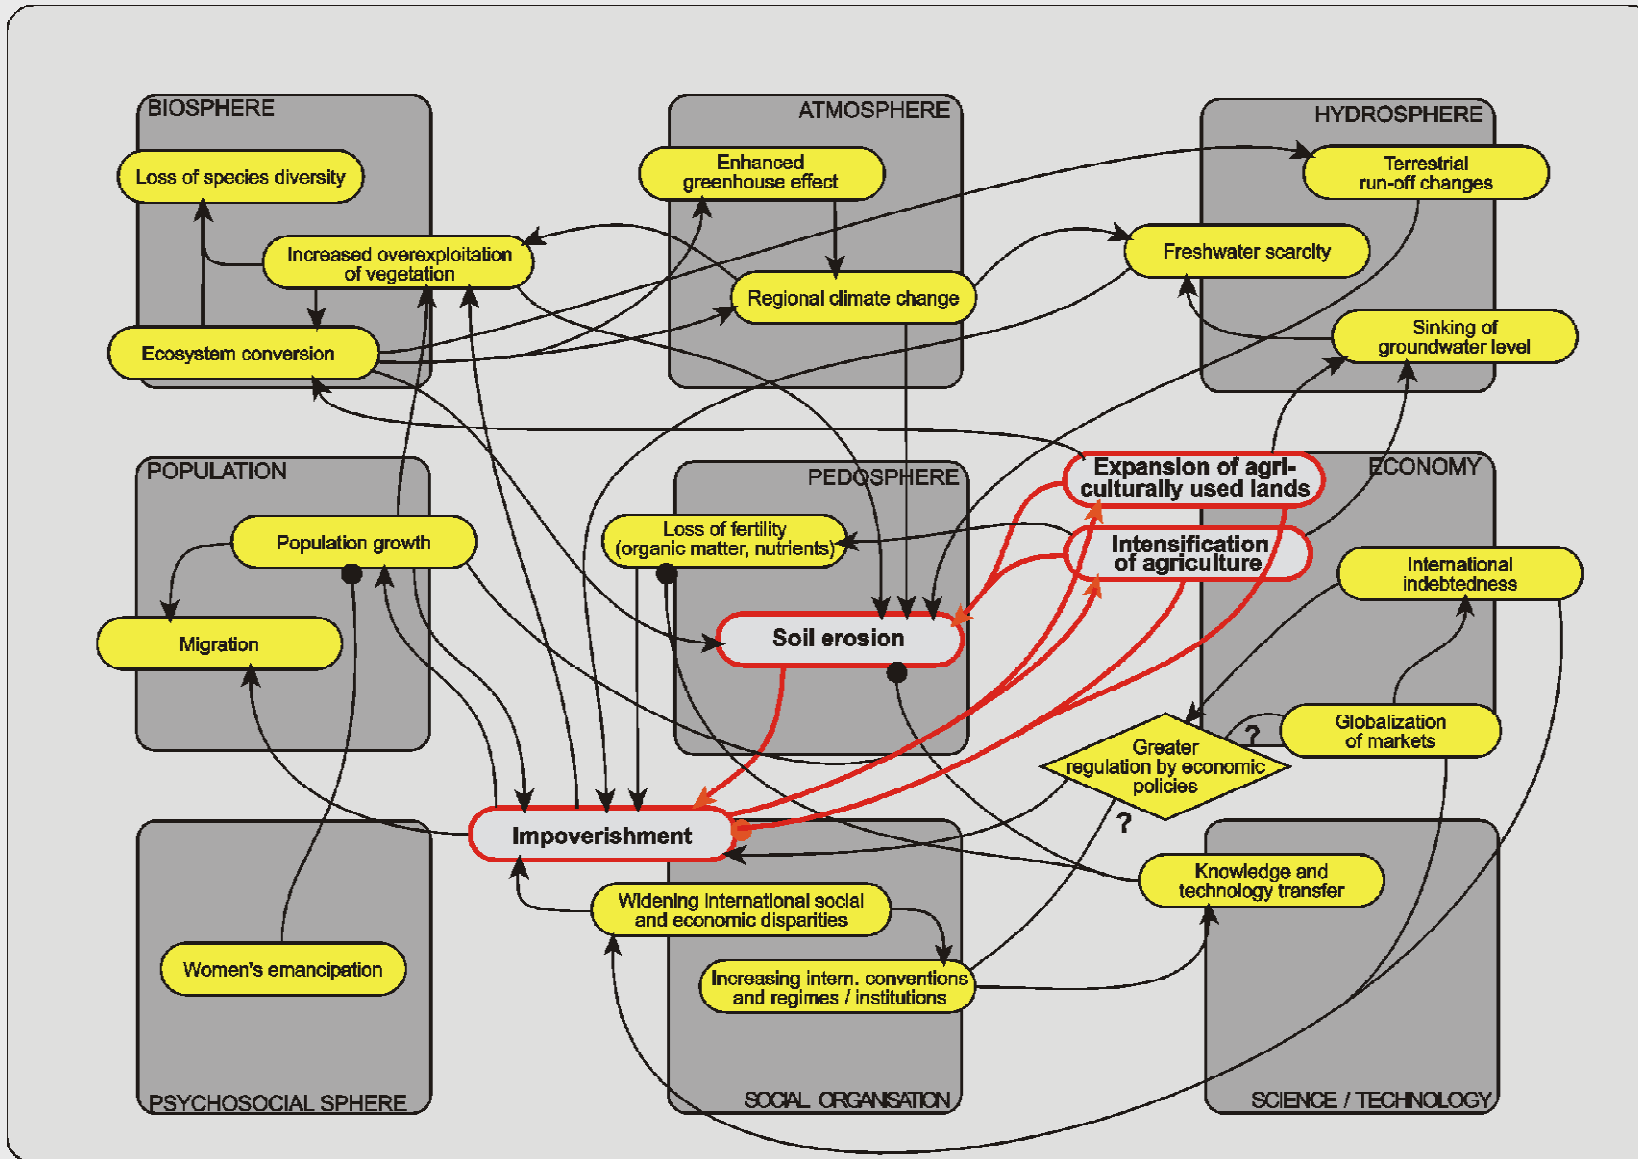 BIOSPHERE
Loss of species diversity
Increased overexploitation
of vegetation
Ecosystem conversion
ATMOSPHERE
Enhanced
greenhouse effect
Regional climate change
HYDROSPHERE
Terrestrial
run-off changes
Freshwater scarcity
Sinking of
groundwater level
POPULATION
Population growth
Migration
PEDOSPHERE
Loss of fertility
(organic matter, nutrients)
Soil erosion
ECONOMY
Expansion of agri-
culturally used lands
Intensification
of agriculture
International
indebtedness
Globalization
of markets
?
Greater
regulation by economic
policies
?
Impoverishment
Women's emancipation
PSYCHOSOCIAL SPHERE
Widening international social
and economic disparities
Increasing intern. conventions
and regimes / institutions
SOCIAL ORGANISATION
Knowledge and
technology transfer
SCIENCE / TECHNOLOGY